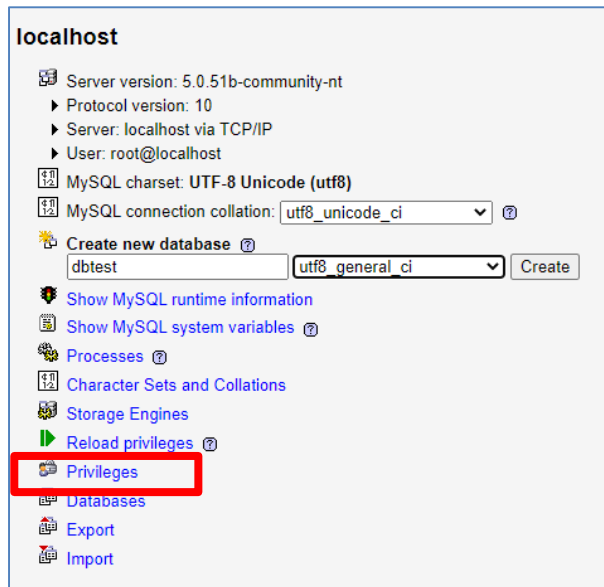 localhost
Server version: 5.0.51b-community-nt
Protocol version: 10
Server: localhost via TCP/IP
User: root@localhost
MySQL charset: UTF-8 Unicode (utf8)
MySQL connection collation: utf8_unicode_ci
Create new database
dbtest utf8_general_ci Create
Show MySQL runtime information
Show MySQL system variables
Processes
Character Sets and Collations
Storage Engines
Reload privileges
Privileges
Databases
Export
Import